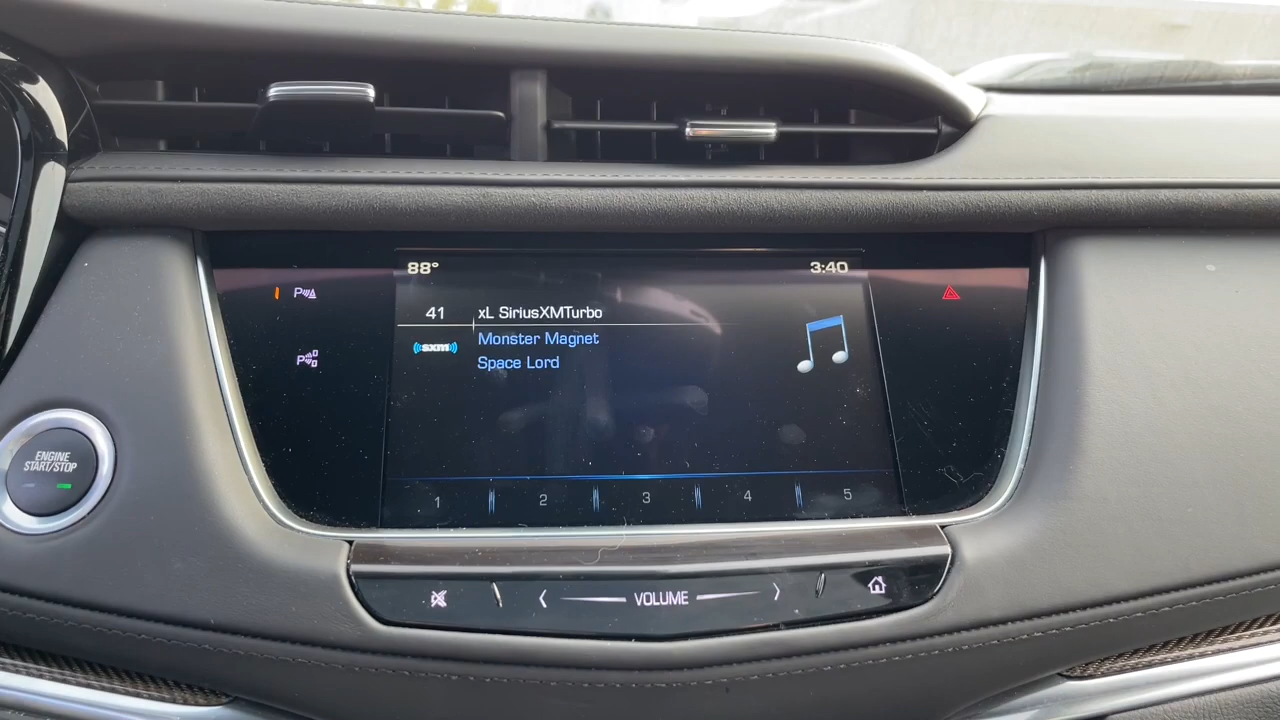 88° 3:40
41 xL SiriusXMTurbo
((sxm)) Monster Magnet
Space Lord
P
P
ENGINE
START/STOP
1 2 3 4 5
VOLUME